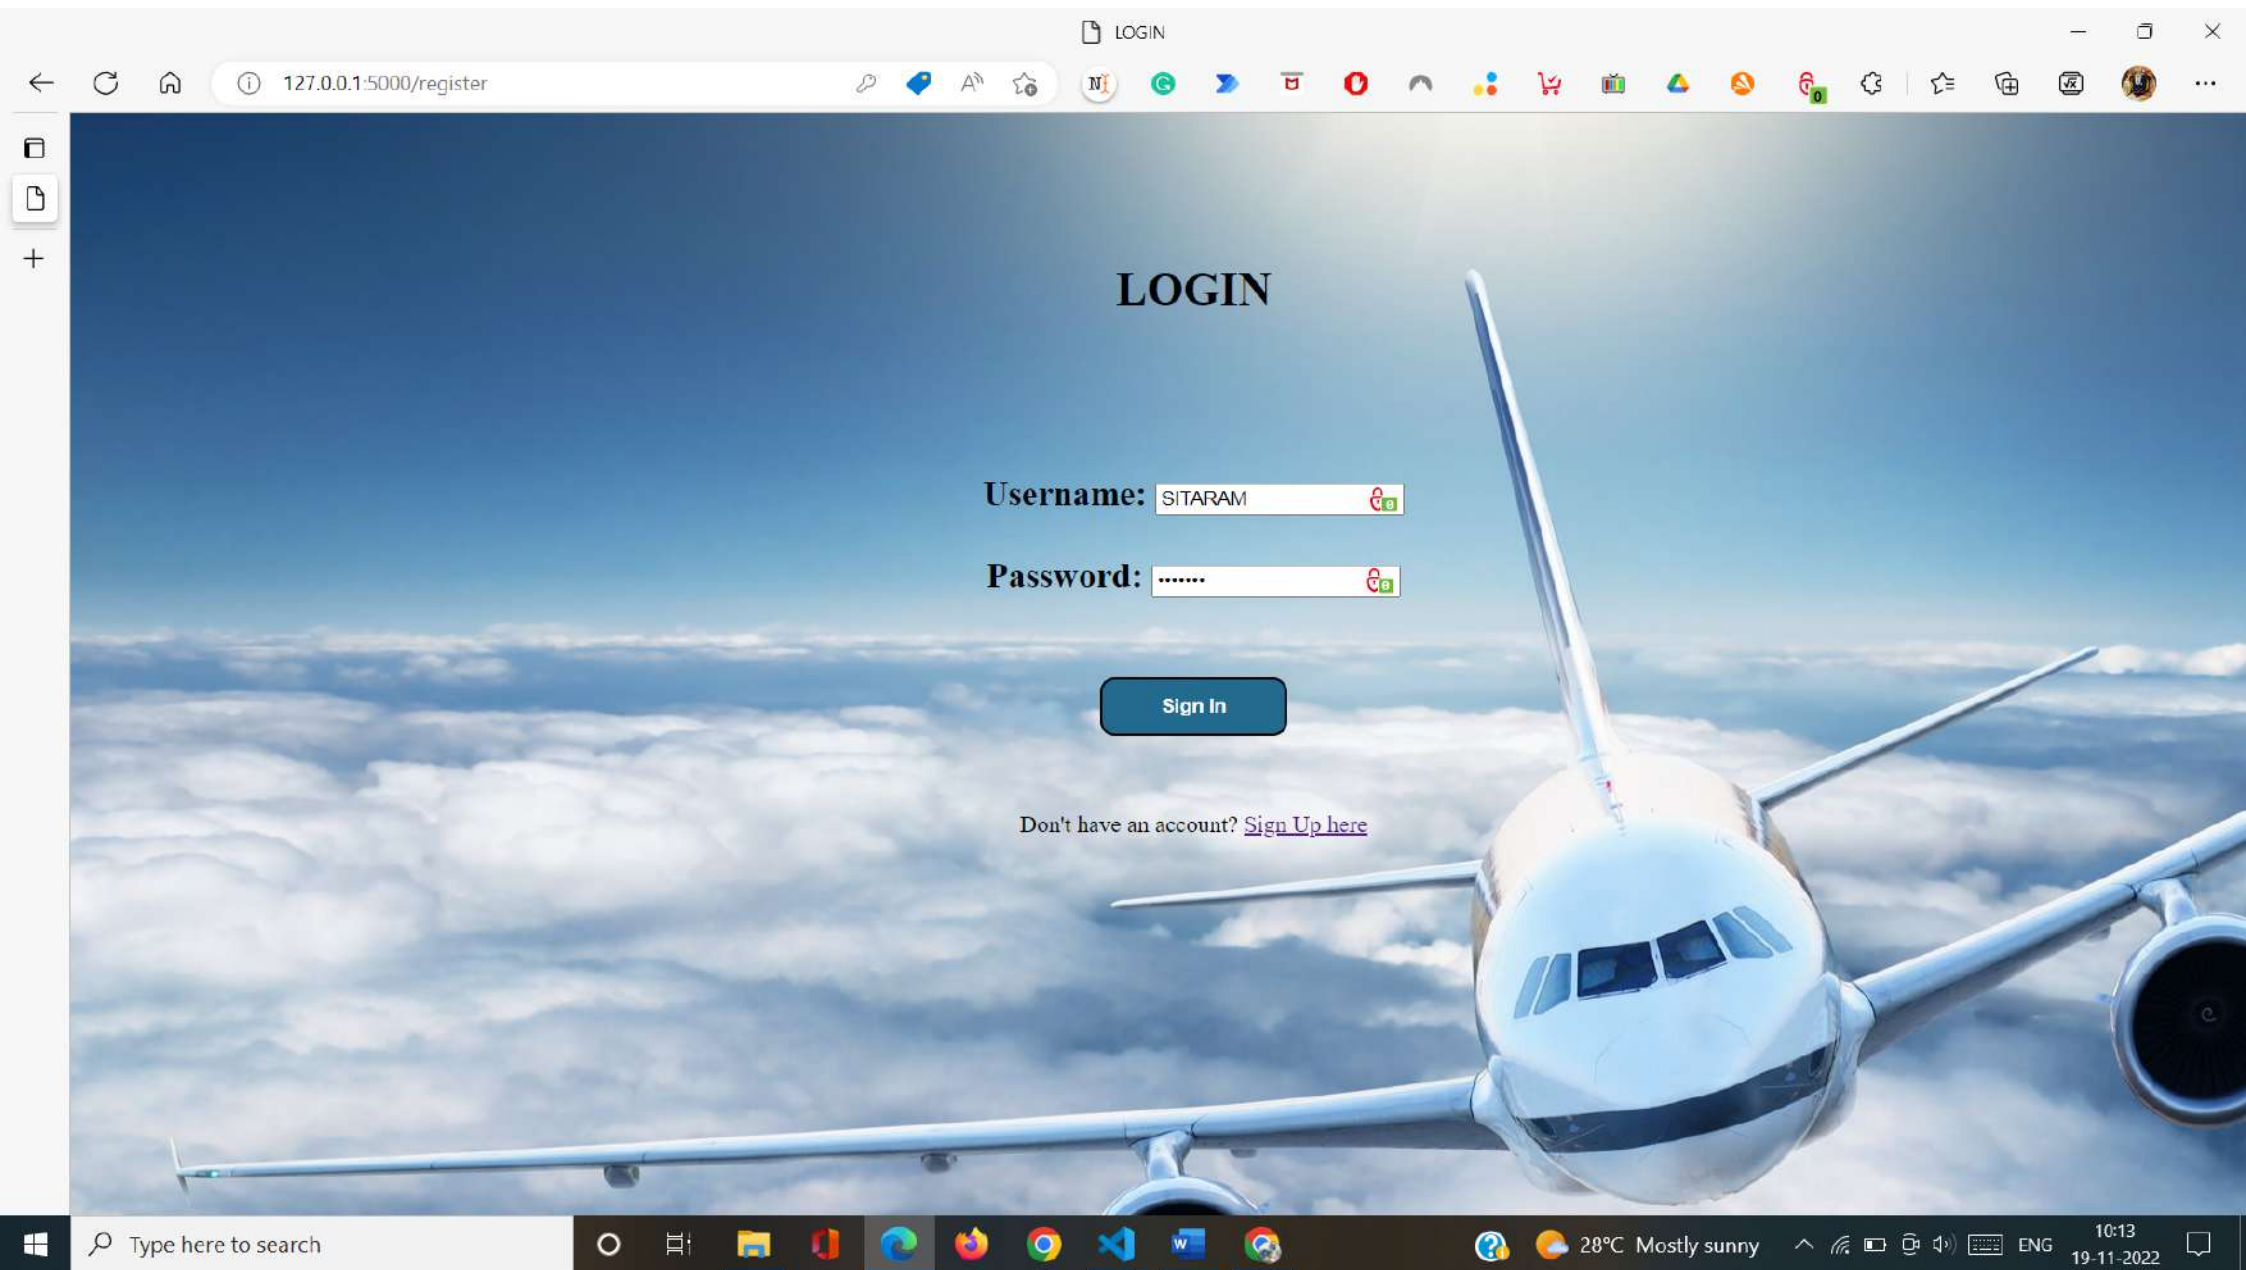 LOGIN
127.0.0.1:5000/register
LOGIN
Username: SITARAM
Password: •••••••
Sign In
Don't have an account? Sign Up here
Type here to search
28°C Mostly sunny
ENG
10:13
19-11-2022